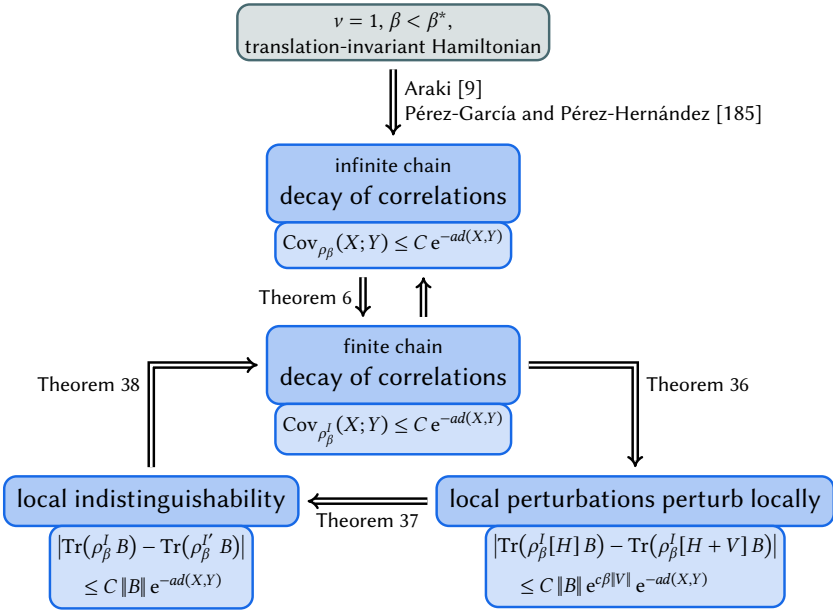 ν = 1, β < β*,
translation-invariant Hamiltonian
Araki [9]
Pérez-García and Pérez-Hernández [185]
infinite chain
decay of correlations
Cov_{ρ_β}(X; Y) ≤ C e^{−ad(X,Y)}
Theorem 6
finite chain
decay of correlations
Cov_{ρ_β^I}(X; Y) ≤ C e^{−ad(X,Y)}
Theorem 38
Theorem 36
local indistinguishability
|Tr(ρ_β^I B) − Tr(ρ_β^{I′} B)|
≤ C ‖B‖ e^{−ad(X,Y)}
Theorem 37
local perturbations perturb locally
|Tr(ρ_β^I[H] B) − Tr(ρ_β^I[H + V] B)|
≤ C ‖B‖ e^{cβ‖V‖} e^{−ad(X,Y)}